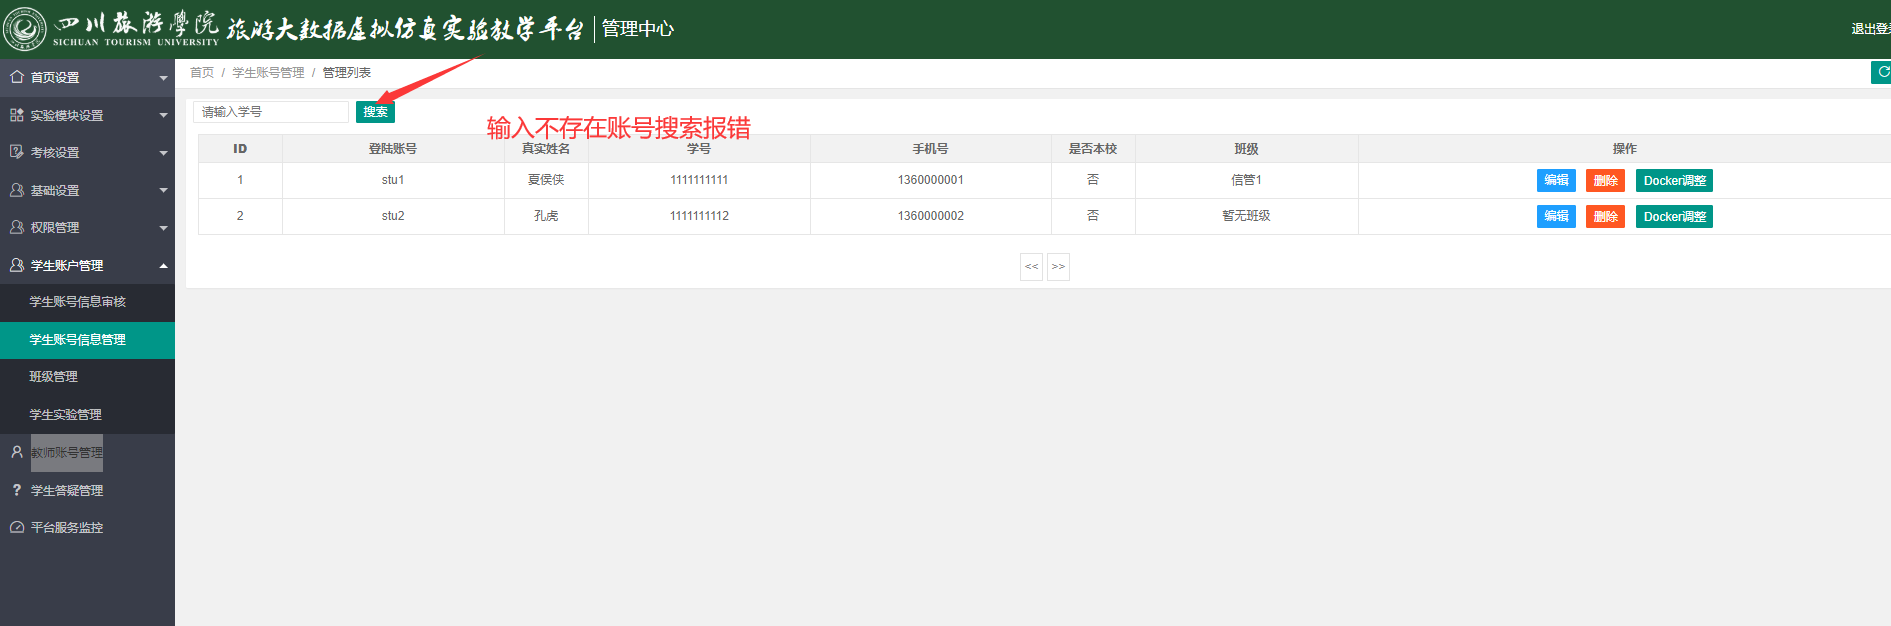 四川旅游學院
SICHUAN TOURISM UNIVERSITY
旅游大数据虚拟仿真实验教学平台
管理中心
退出登录
首页设置
实验模块设置
考核设置
基础设置
权限管理
学生账户管理
学生账号信息审核
学生账号信息管理
班级管理
学生实验管理
教师账号管理
学生答疑管理
平台服务监控
首页 / 学生账号管理 / 管理列表
请输入学号 搜索
输入不存在账号搜索报错
ID 登陆账号 真实姓名 学号 手机号 是否本校 班级 操作
1 stu1 夏侯侠 1111111111 1360000001 否 信管1 编辑 删除 Docker调整
2 stu2 孔虎 1111111112 1360000002 否 暂无班级 编辑 删除 Docker调整
<< >>